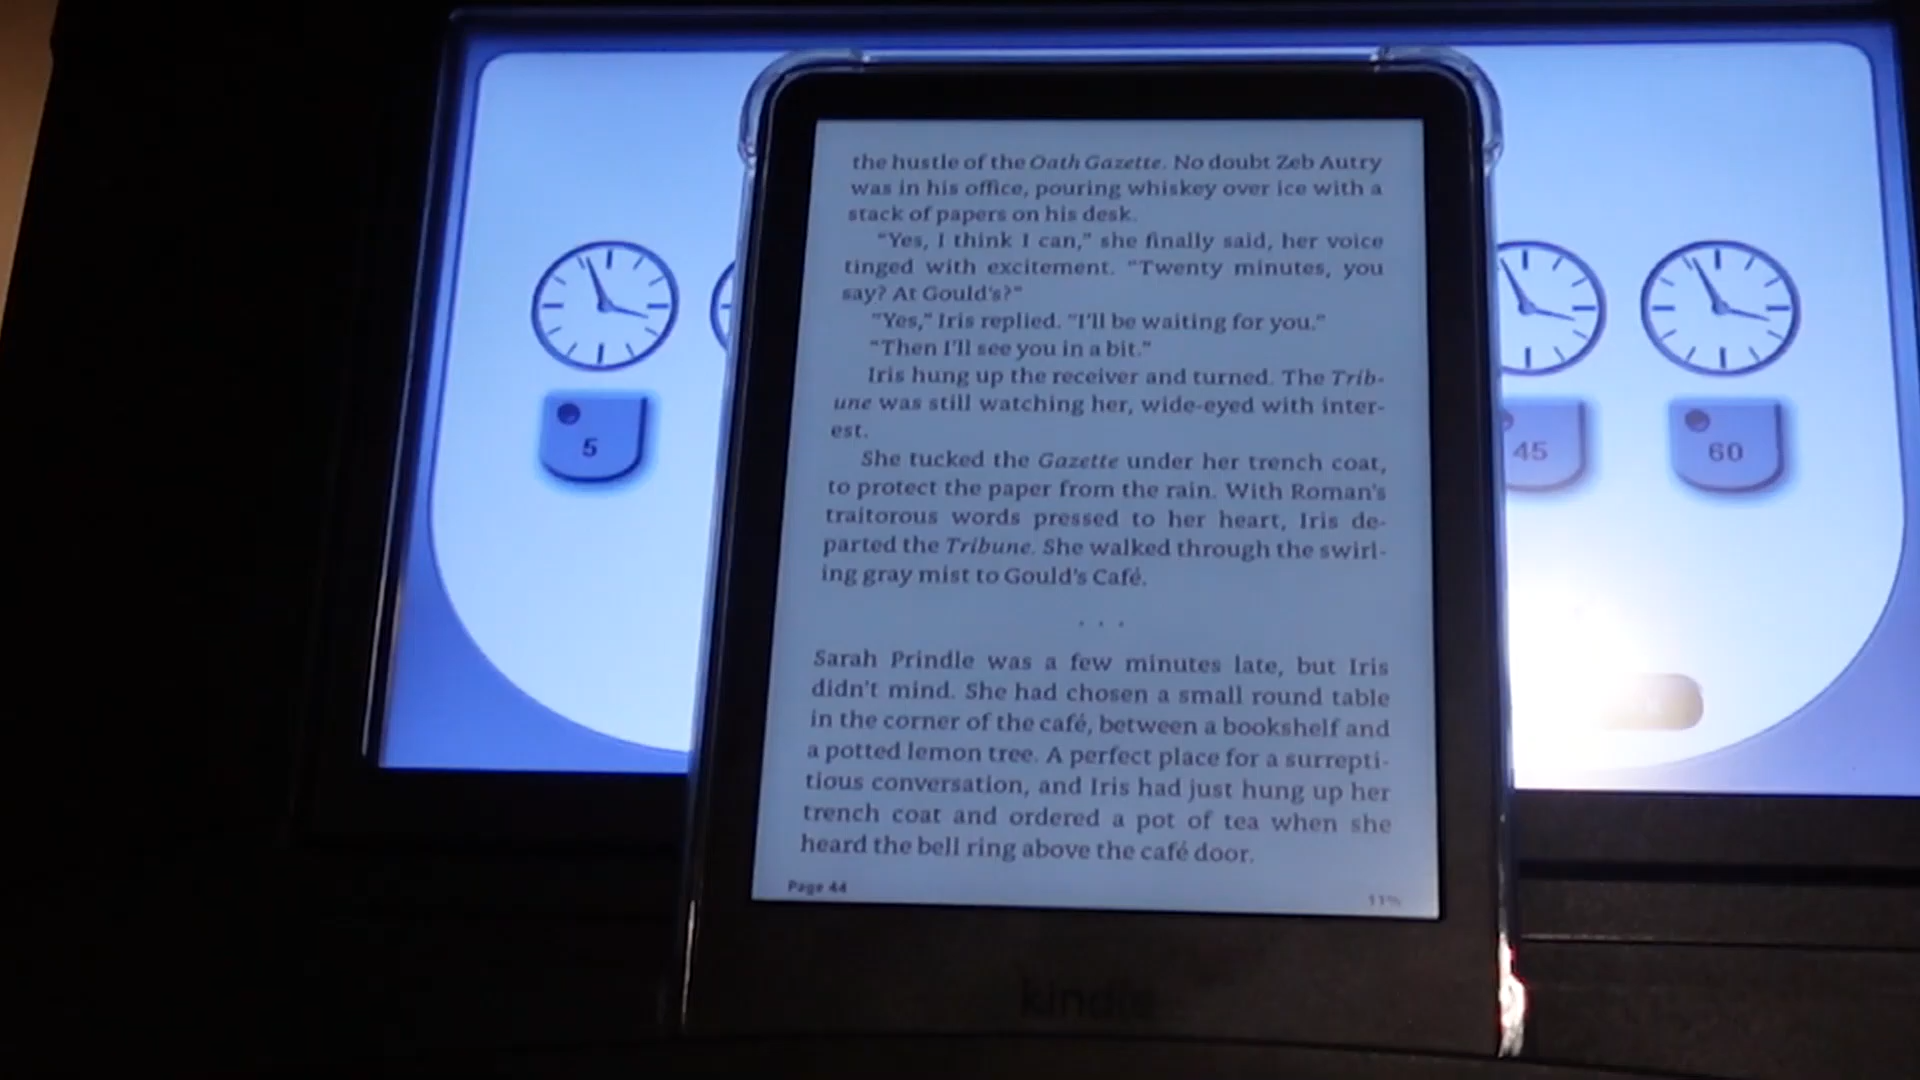 the hustle of the Oath Gazette. No doubt Zeb Autry
was in his office, pouring whiskey over ice with a
stack of papers on his desk.
"Yes, I think I can," she finally said, her voice
tinged with excitement. "Twenty minutes, you
say? At Gould's?"
"Yes," Iris replied. "I'll be waiting for you."
"Then I'll see you in a bit."
Iris hung up the receiver and turned. The Trib-
une was still watching her, wide-eyed with inter-
est.
She tucked the Gazette under her trench coat,
to protect the paper from the rain. With Roman's
traitorous words pressed to her heart, Iris de-
parted the Tribune. She walked through the swirl-
ing gray mist to Gould's Café.
. . .
Sarah Prindle was a few minutes late, but Iris
didn't mind. She had chosen a small round table
in the corner of the café, between a bookshelf and
a potted lemon tree. A perfect place for a surrepti-
tious conversation, and Iris had just hung up her
trench coat and ordered a pot of tea when she
heard the bell ring above the café door.
Page 44
11%
kindle
5
45
60